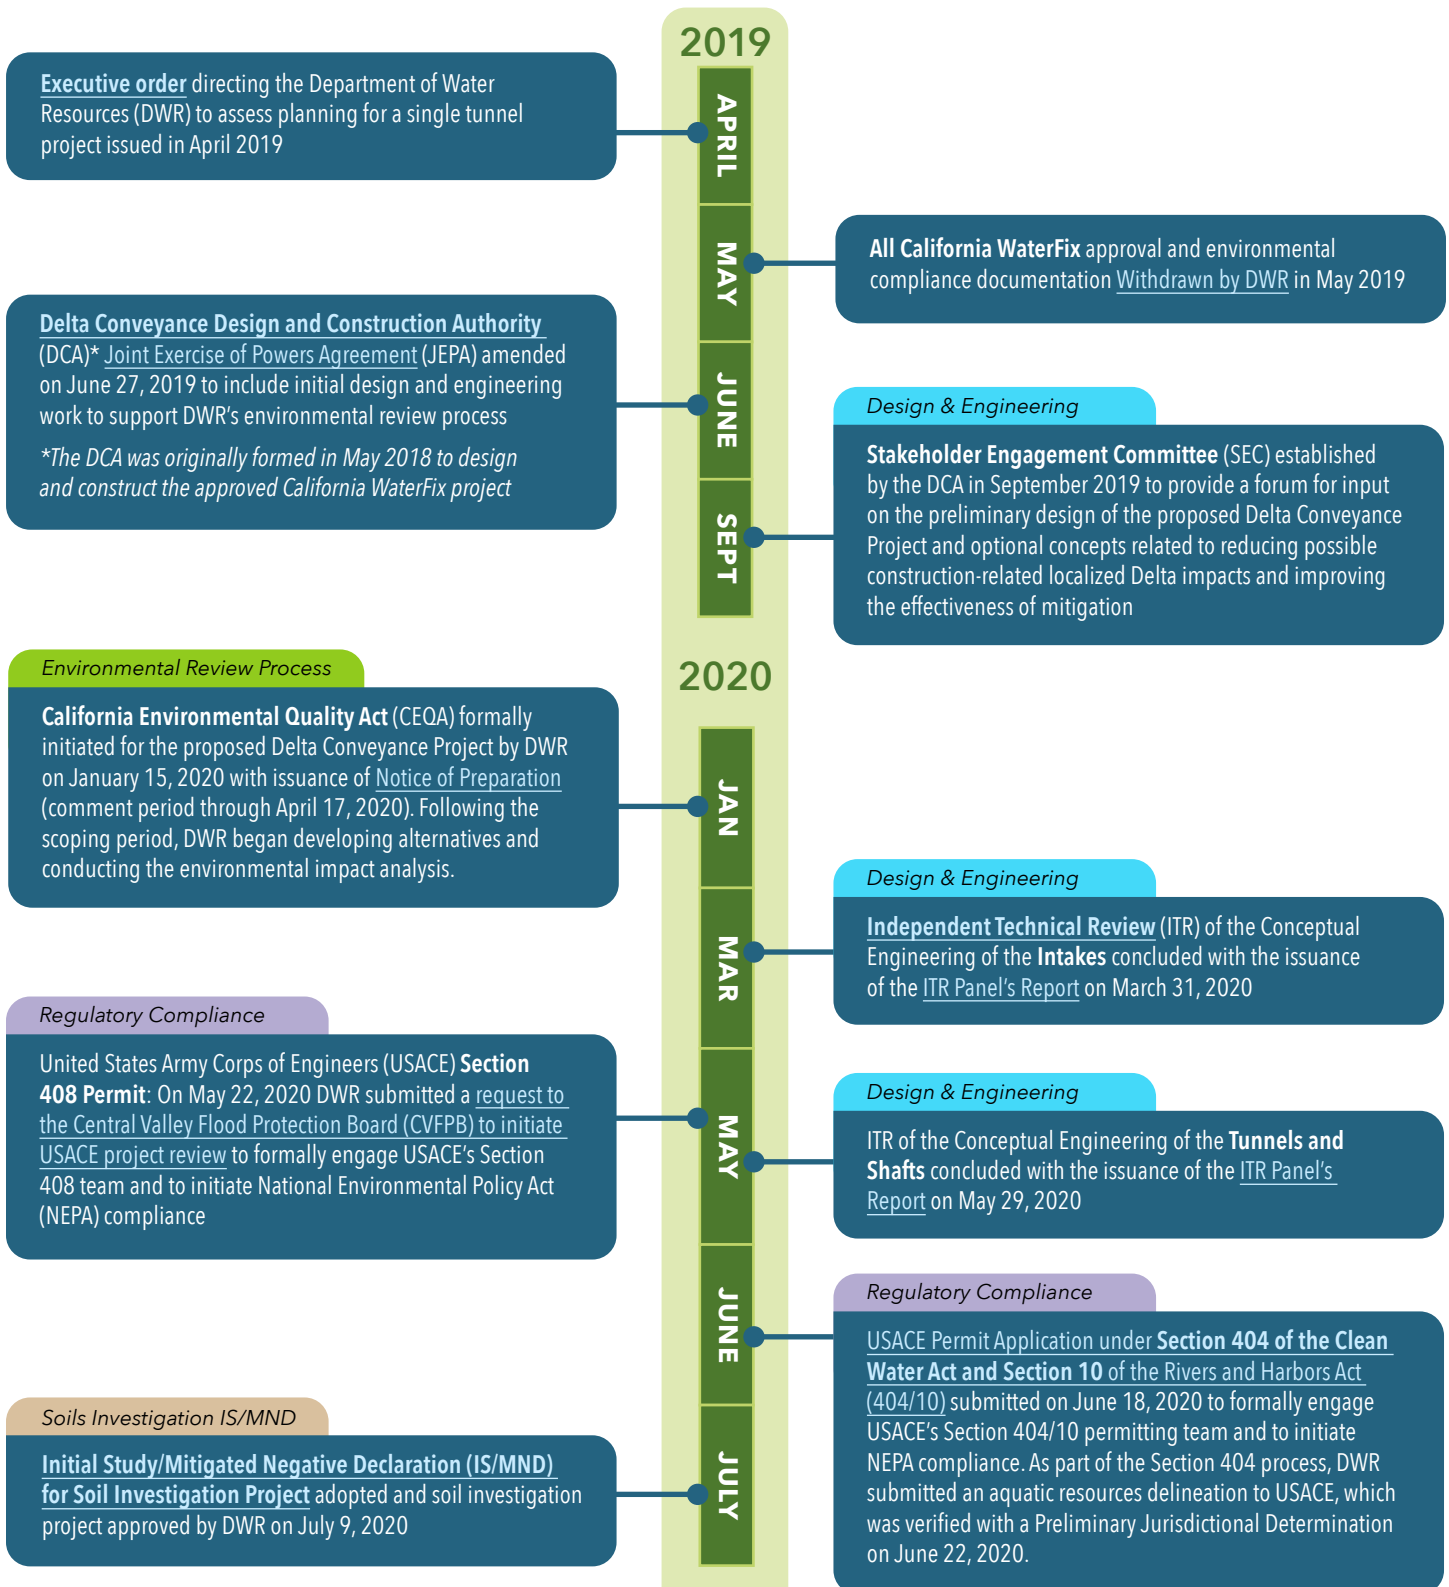 2019
APRIL
Executive order directing the Department of Water
Resources (DWR) to assess planning for a single tunnel
project issued in April 2019
MAY
All California WaterFix approval and environmental
compliance documentation Withdrawn by DWR in May 2019
JUNE
Delta Conveyance Design and Construction Authority
(DCA)* Joint Exercise of Powers Agreement (JEPA) amended
on June 27, 2019 to include initial design and engineering
work to support DWR's environmental review process
*The DCA was originally formed in May 2018 to design
and construct the approved California WaterFix project
SEPT
Design & Engineering
Stakeholder Engagement Committee (SEC) established
by the DCA in September 2019 to provide a forum for input
on the preliminary design of the proposed Delta Conveyance
Project and optional concepts related to reducing possible
construction-related localized Delta impacts and improving
the effectiveness of mitigation
2020
JAN
Environmental Review Process
California Environmental Quality Act (CEQA) formally
initiated for the proposed Delta Conveyance Project by DWR
on January 15, 2020 with issuance of Notice of Preparation
(comment period through April 17, 2020). Following the
scoping period, DWR began developing alternatives and
conducting the environmental impact analysis.
MAR
Design & Engineering
Independent Technical Review (ITR) of the Conceptual
Engineering of the Intakes concluded with the issuance
of the ITR Panel's Report on March 31, 2020
MAY
Regulatory Compliance
United States Army Corps of Engineers (USACE) Section
408 Permit: On May 22, 2020 DWR submitted a request to
the Central Valley Flood Protection Board (CVFPB) to initiate
USACE project review to formally engage USACE's Section
408 team and to initiate National Environmental Policy Act
(NEPA) compliance
Design & Engineering
ITR of the Conceptual Engineering of the Tunnels and
Shafts concluded with the issuance of the ITR Panel's
Report on May 29, 2020
JUNE
Regulatory Compliance
USACE Permit Application under Section 404 of the Clean
Water Act and Section 10 of the Rivers and Harbors Act
(404/10) submitted on June 18, 2020 to formally engage
USACE's Section 404/10 permitting team and to initiate
NEPA compliance. As part of the Section 404 process, DWR
submitted an aquatic resources delineation to USACE, which
was verified with a Preliminary Jurisdictional Determination
on June 22, 2020.
JULY
Soils Investigation IS/MND
Initial Study/Mitigated Negative Declaration (IS/MND)
for Soil Investigation Project adopted and soil investigation
project approved by DWR on July 9, 2020